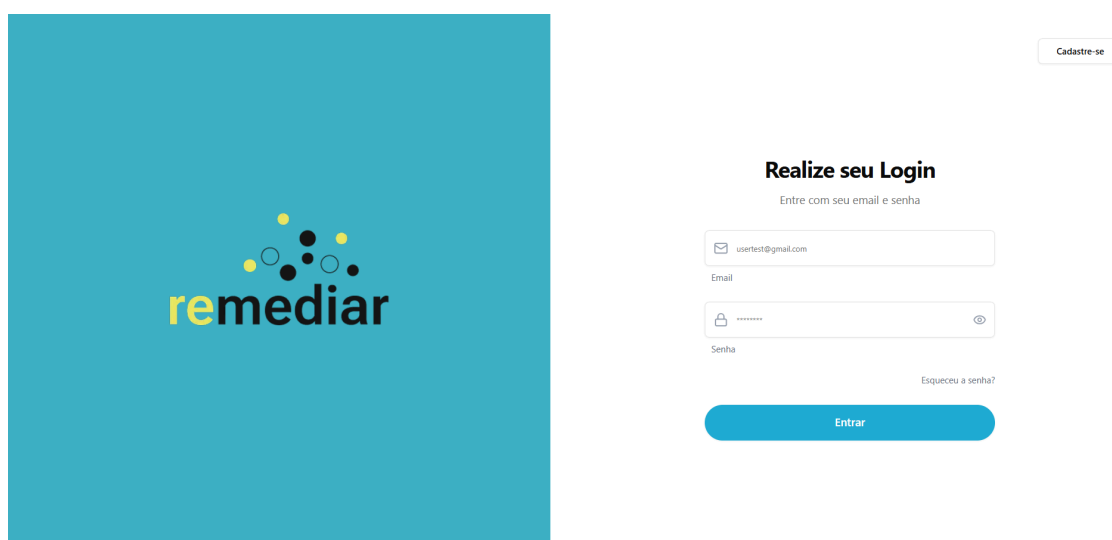 remediar
Cadastre-se
Realize seu Login
Entre com seu email e senha
usertest@gmail.com
Email
********
Senha
Esqueceu a senha?
Entrar